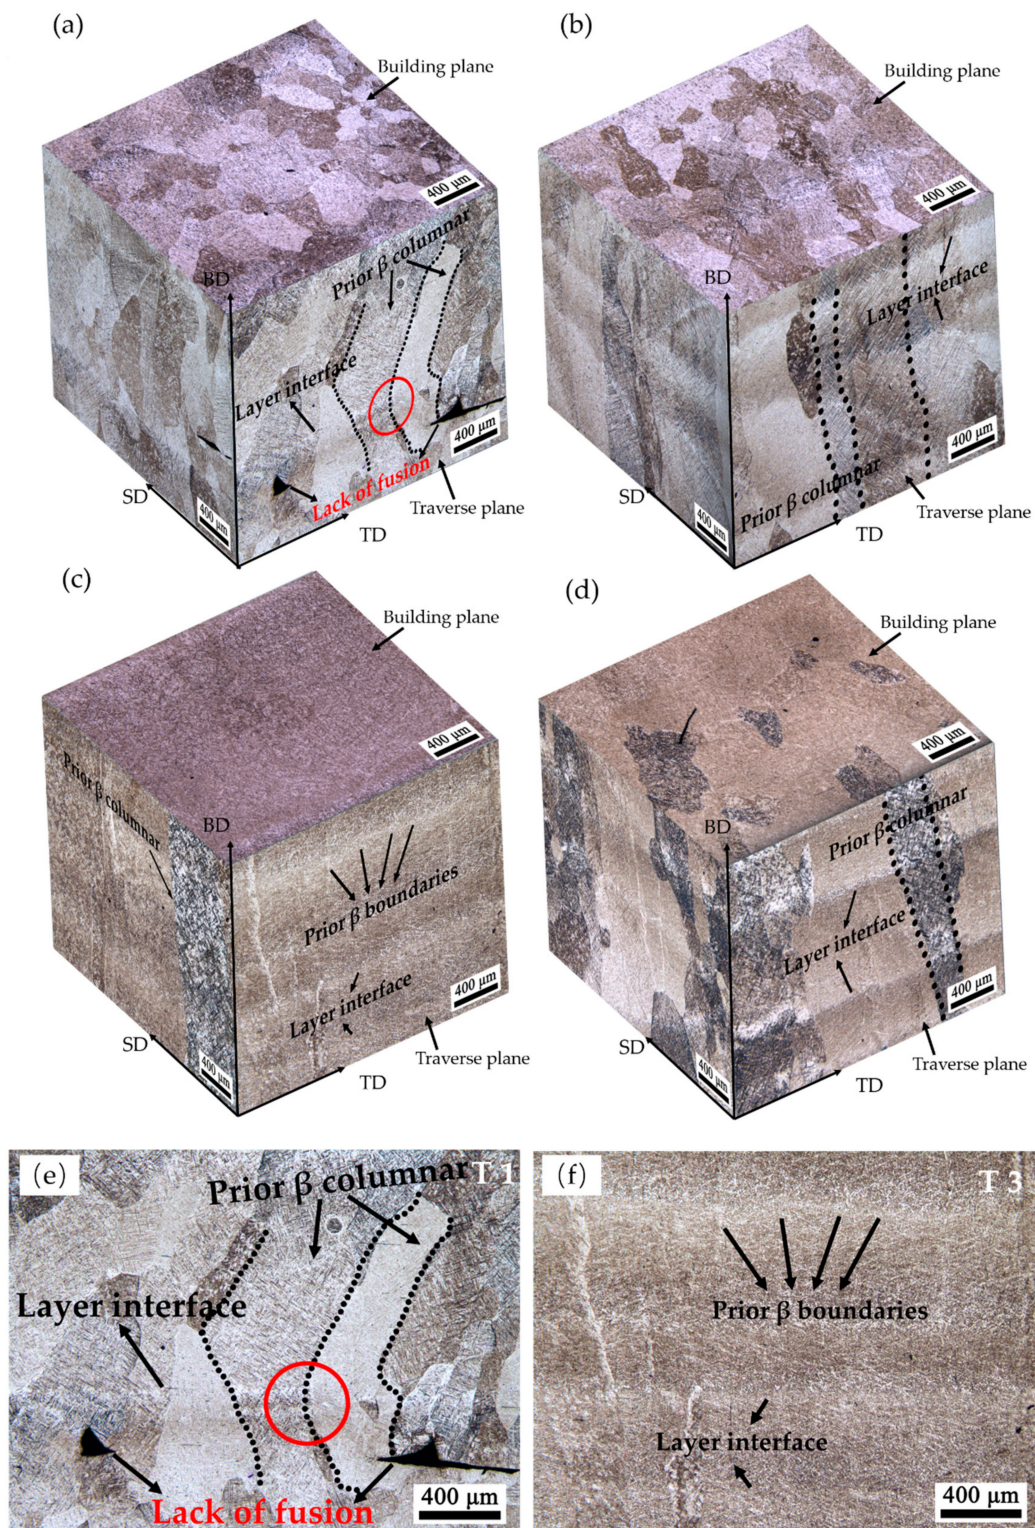 (a)
Building plane
400 μm
BD
Prior β columnar
Layer interface
400 μm
Lack of fusion
SD
400 μm
Traverse plane
TD
(b)
Building plane
400 μm
BD
Layer interface
400 μm
Prior β columnar
SD
400 μm
Traverse plane
TD
(c)
Building plane
400 μm
Prior β columnar
BD
Prior β boundaries
Layer interface
400 μm
SD
400 μm
Traverse plane
TD
(d)
Building plane
400 μm
BD
Prior β columnar
Layer interface
400 μm
SD
400 μm
Traverse plane
TD
(e)
T 1
Prior β columnar
Layer interface
Lack of fusion
400 μm
(f)
T 3
Prior β boundaries
Layer interface
400 μm